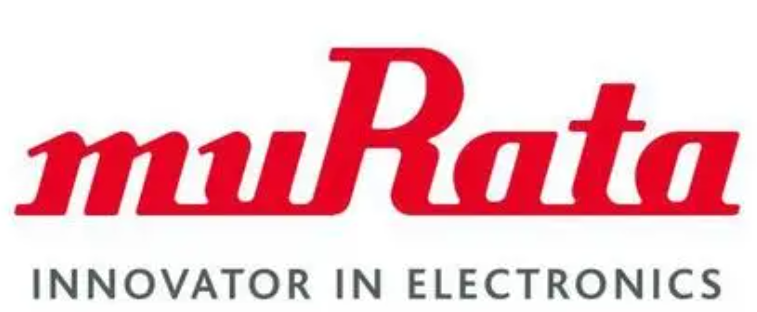 muRata
INNOVATOR IN ELECTRONICS